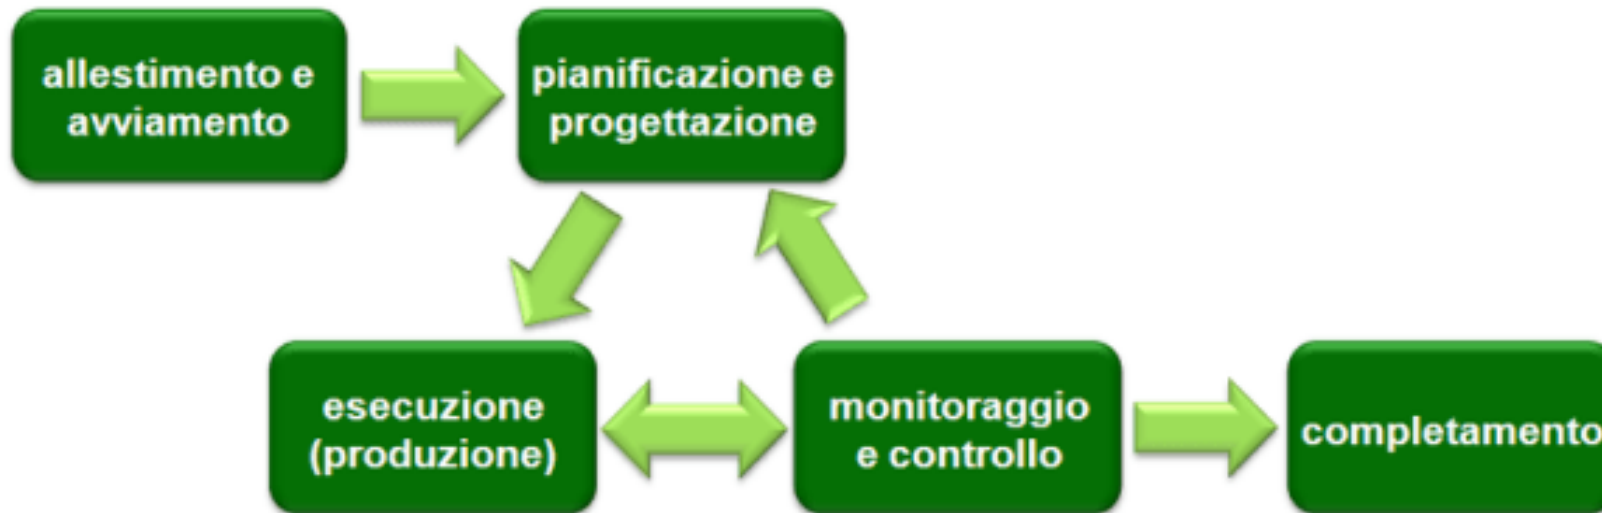 allestimento e
avviamento
pianificazione e
progettazione
esecuzione
(produzione)
monitoraggio
e controllo
completamento